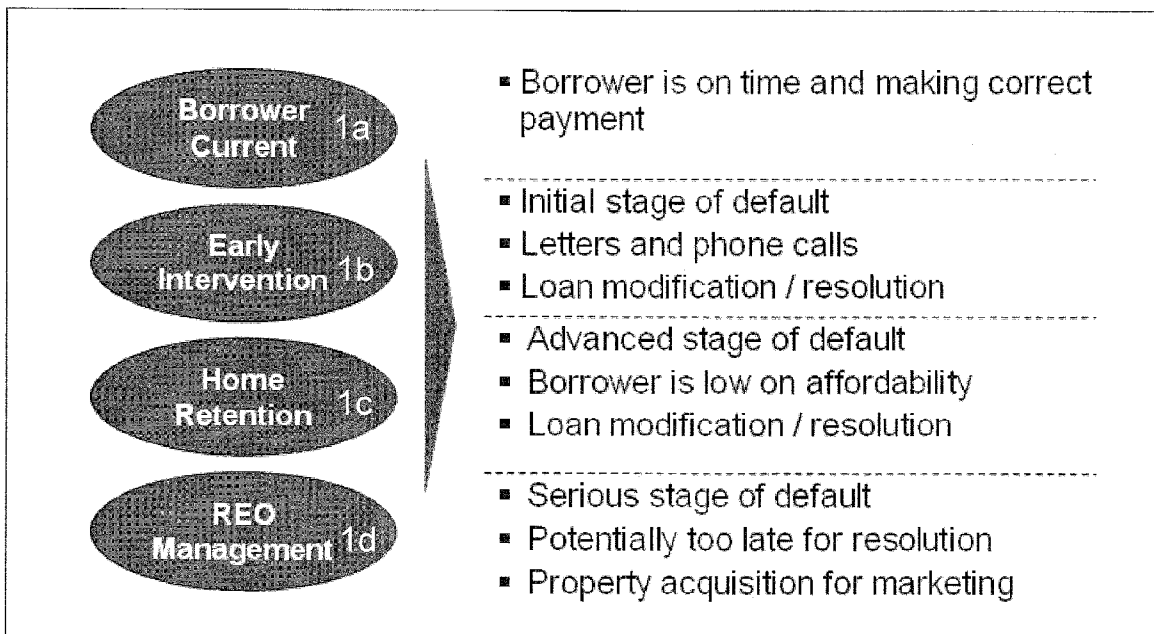 Borrower
Current 1a
▪ Borrower is on time and making correct
payment
Early
Intervention 1b
▪ Initial stage of default
▪ Letters and phone calls
▪ Loan modification / resolution
Home
Retention 1c
▪ Advanced stage of default
▪ Borrower is low on affordability
▪ Loan modification / resolution
REO
Management 1d
▪ Serious stage of default
▪ Potentially too late for resolution
▪ Property acquisition for marketing